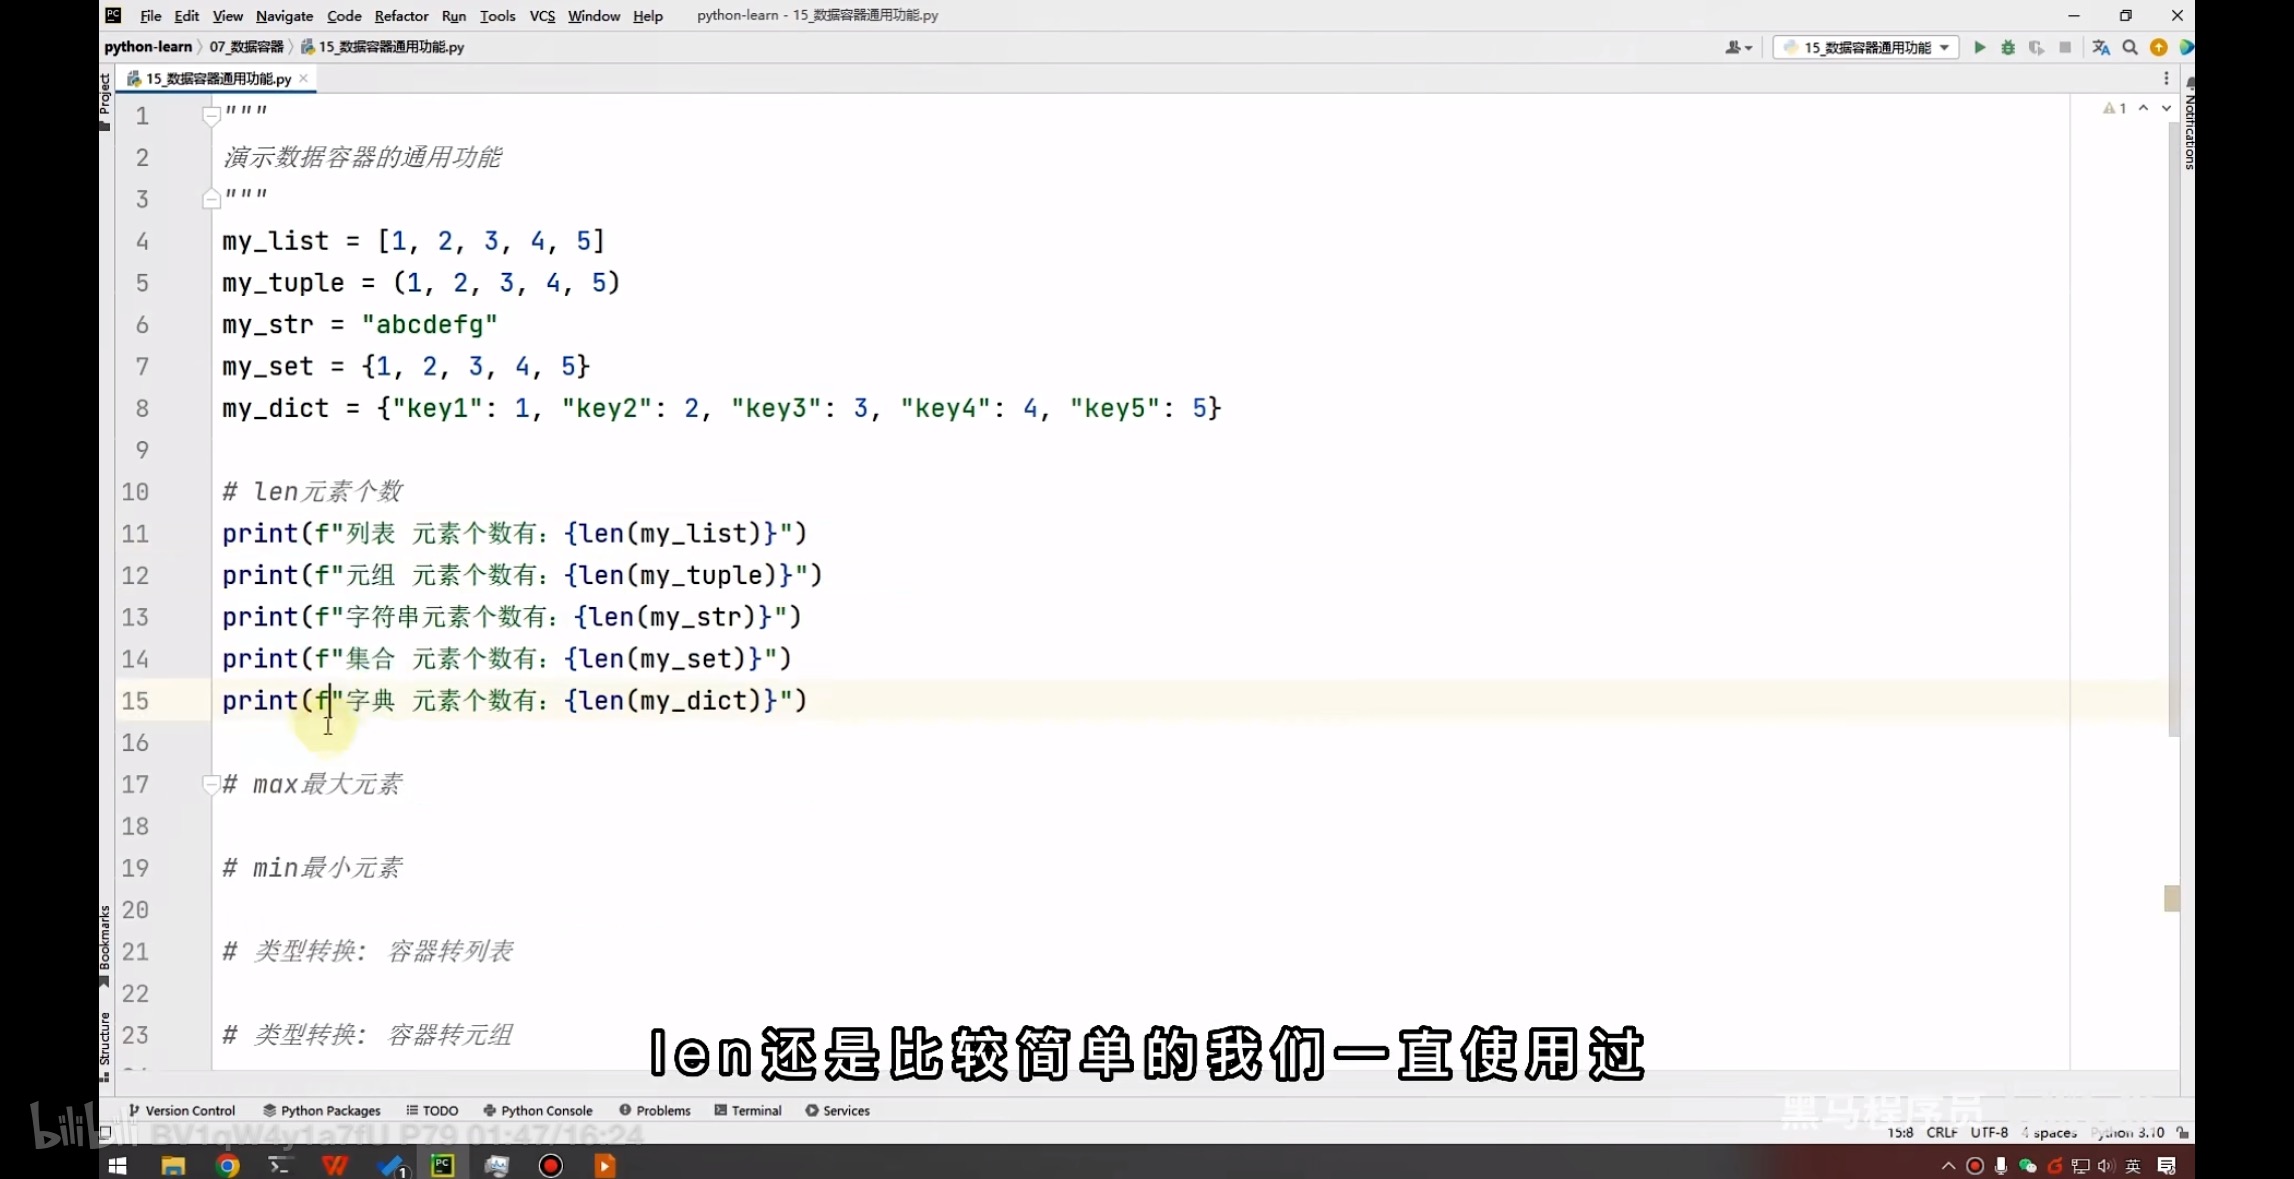 File Edit View Navigate Code Refactor Run Tools VCS Window Help python-learn - 15_数据容器通用功能.py
python-learn 〉 07_数据容器 〉 15_数据容器通用功能.py 15_数据容器通用功能
15_数据容器通用功能.py
Project
Notifications
1
1 """
2 演示数据容器的通用功能
3 """
4 my_list = [1, 2, 3, 4, 5]
5 my_tuple = (1, 2, 3, 4, 5)
6 my_str = "abcdefg"
7 my_set = {1, 2, 3, 4, 5}
8 my_dict = {"key1": 1, "key2": 2, "key3": 3, "key4": 4, "key5": 5}
9
10 # len元素个数
11 print(f"列表 元素个数有：{len(my_list)}")
12 print(f"元组 元素个数有：{len(my_tuple)}")
13 print(f"字符串元素个数有：{len(my_str)}")
14 print(f"集合 元素个数有：{len(my_set)}")
15 print(f"字典 元素个数有：{len(my_dict)}")
16
17 # max最大元素
18
19 # min最小元素
20
21 # 类型转换: 容器转列表
22
23 # 类型转换: 容器转元组
Bookmarks
Structure
len还是比较简单的我们一直使用过
Version Control Python Packages TODO Python Console Problems Terminal Services
黑马程序员
bilibili BV1qW4y1a7fU P79 01:47/16:24
15:8 CRLF UTF-8 4 spaces Python 3.10
英